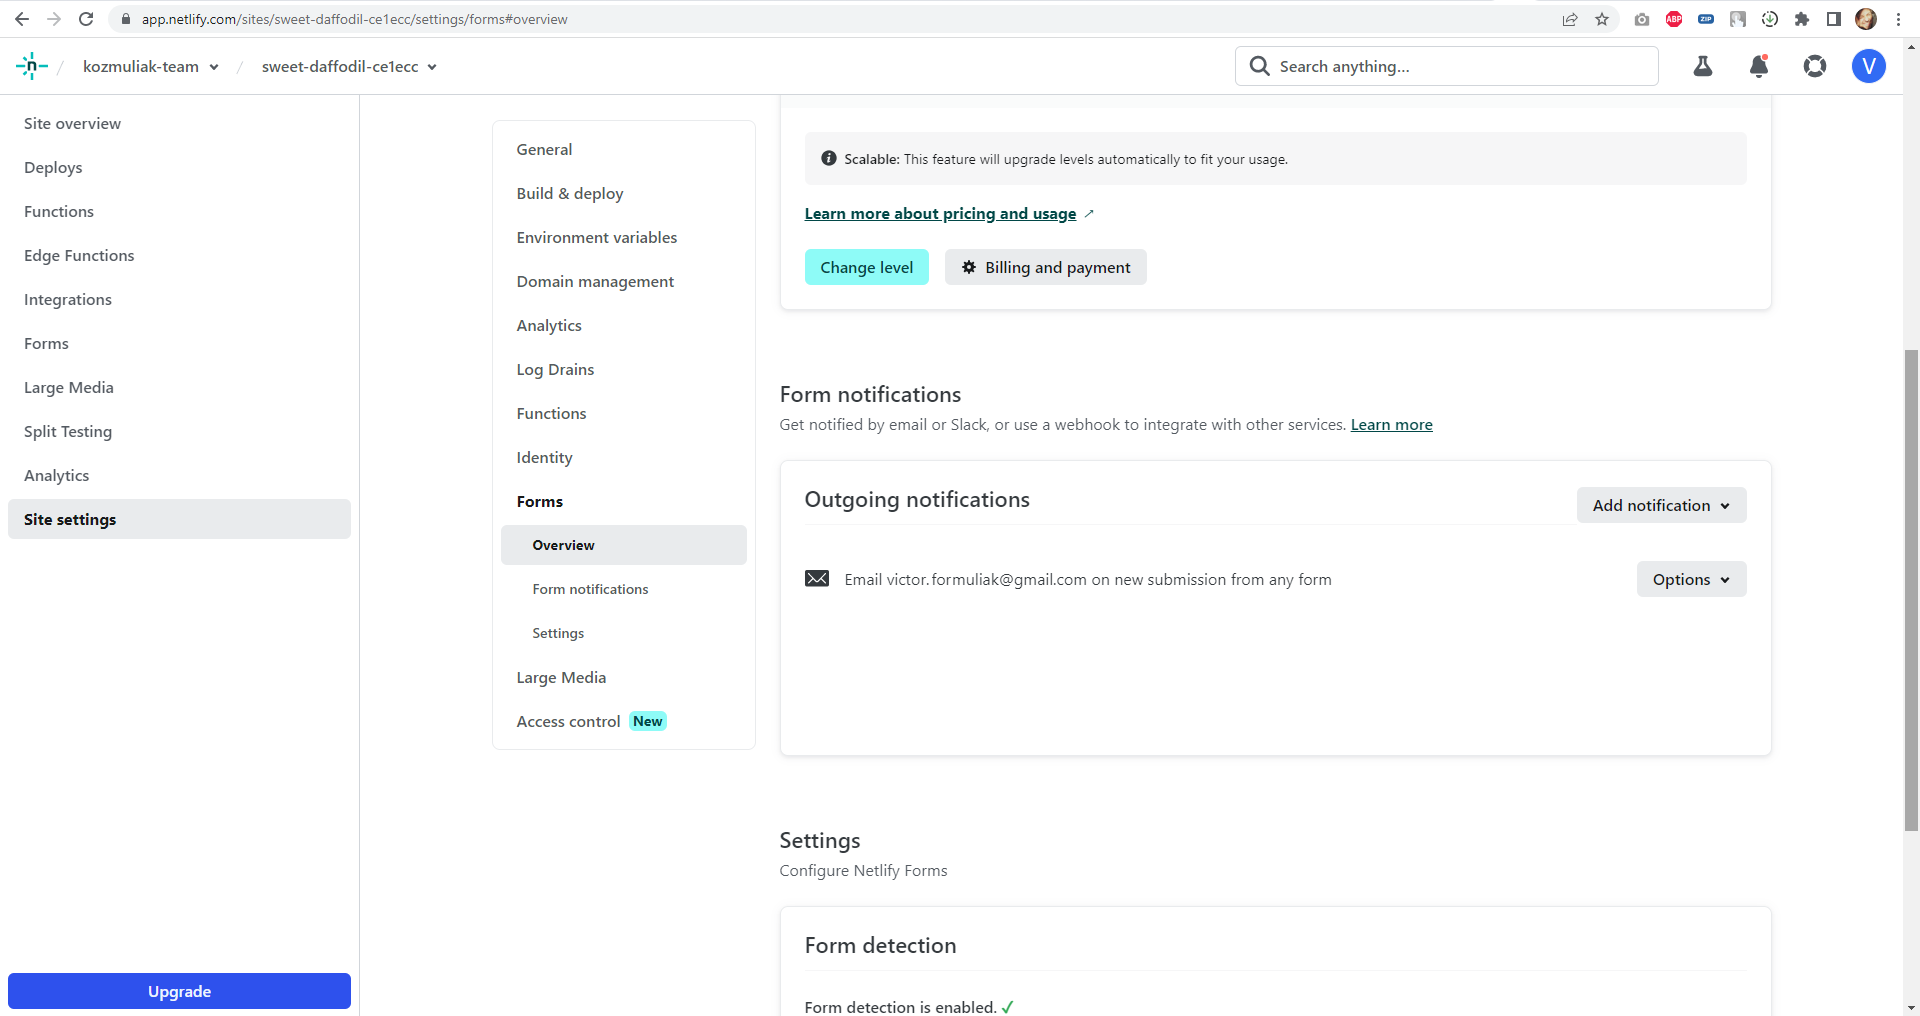 app.netlify.com/sites/sweet-daffodil-ce1ecc/settings/forms#overview
ABP
ZIP
n
/
kozmuliak-team
/
sweet-daffodil-ce1ecc
Search anything...
V
Site overview
Deploys
Functions
Edge Functions
Integrations
Forms
Large Media
Split Testing
Analytics
Site settings
Upgrade
General
Build & deploy
Environment variables
Domain management
Analytics
Log Drains
Functions
Identity
Forms
Overview
Form notifications
Settings
Large Media
Access control New
Scalable: This feature will upgrade levels automatically to fit your usage.
Learn more about pricing and usage
Change level
Billing and payment
Form notifications
Get notified by email or Slack, or use a webhook to integrate with other services. Learn more
Outgoing notifications
Add notification
Email victor.formuliak@gmail.com on new submission from any form
Options
Settings
Configure Netlify Forms
Form detection
Form detection is enabled. ✓